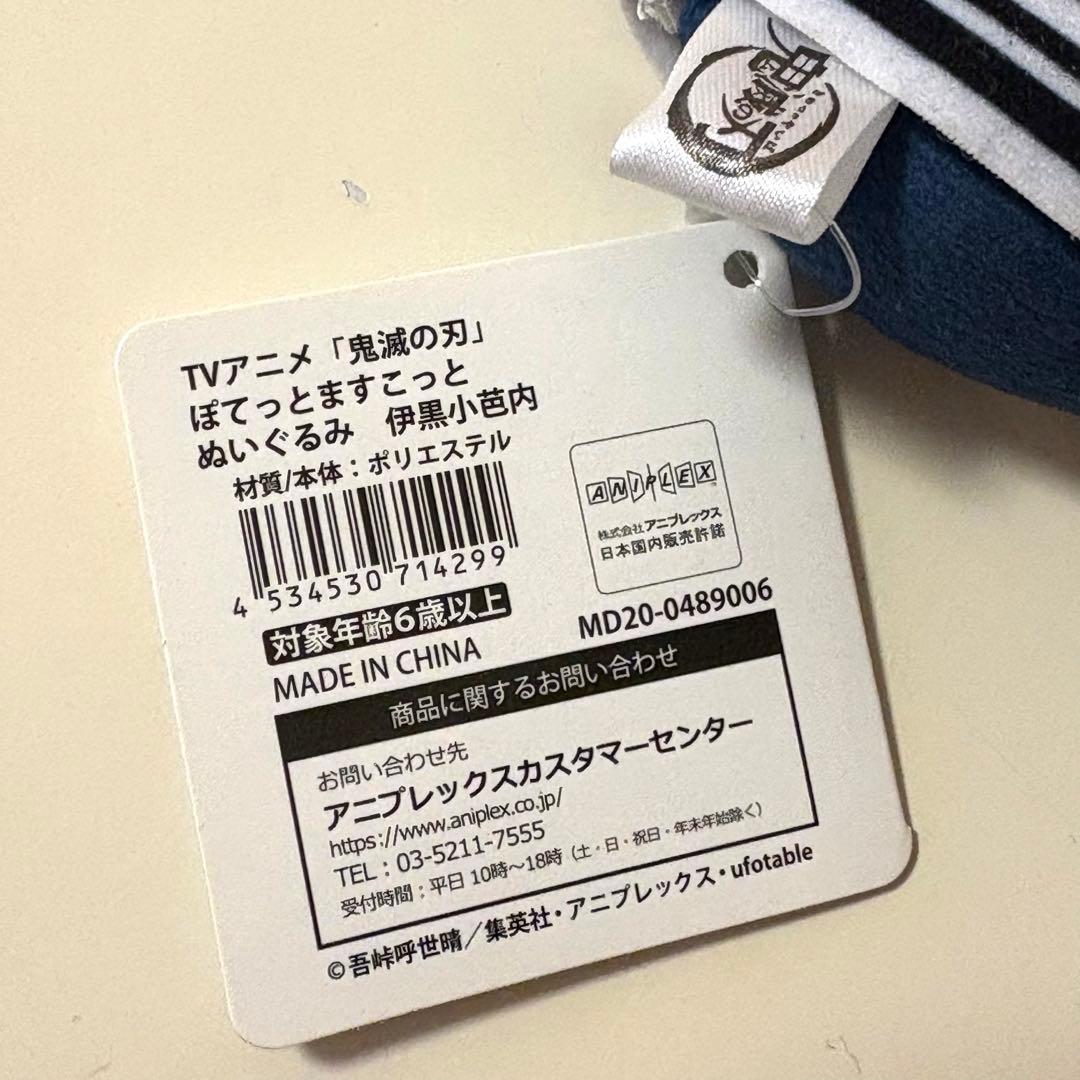 鬼滅の刃
TVアニメ「鬼滅の刃」
ぽてっとますこっと
ぬいぐるみ　伊黒小芭内
材質/本体：ポリエステル
4 534530 714299
対象年齢6歳以上
MADE IN CHINA
ANIPLEX
株式会社アニプレックス
日本国内販売許諾
MD20-0489006
商品に関するお問い合わせ
お問い合わせ先
アニプレックスカスタマーセンター
https://www.aniplex.co.jp/
TEL：03-5211-7555
受付時間：平日 10時～18時（土・日・祝日・年末年始除く）
©吾峠呼世晴／集英社・アニプレックス・ufotable